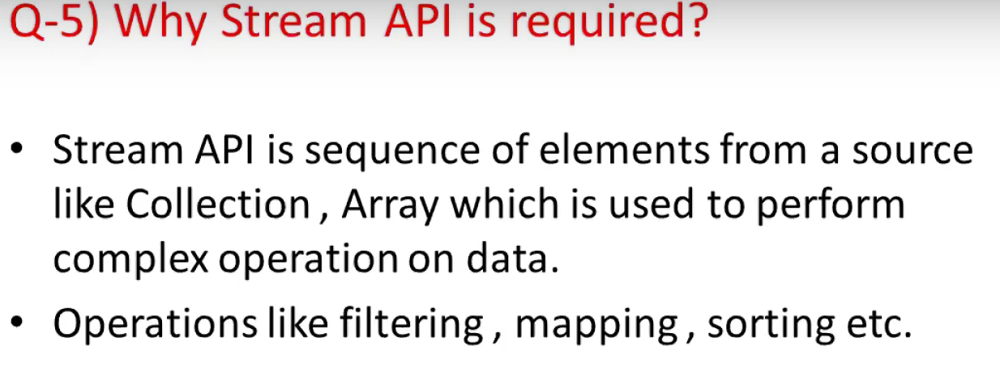 Q-5) Why Stream API is required?
• Stream API is sequence of elements from a source
like Collection , Array which is used to perform
complex operation on data.
• Operations like filtering , mapping , sorting etc.